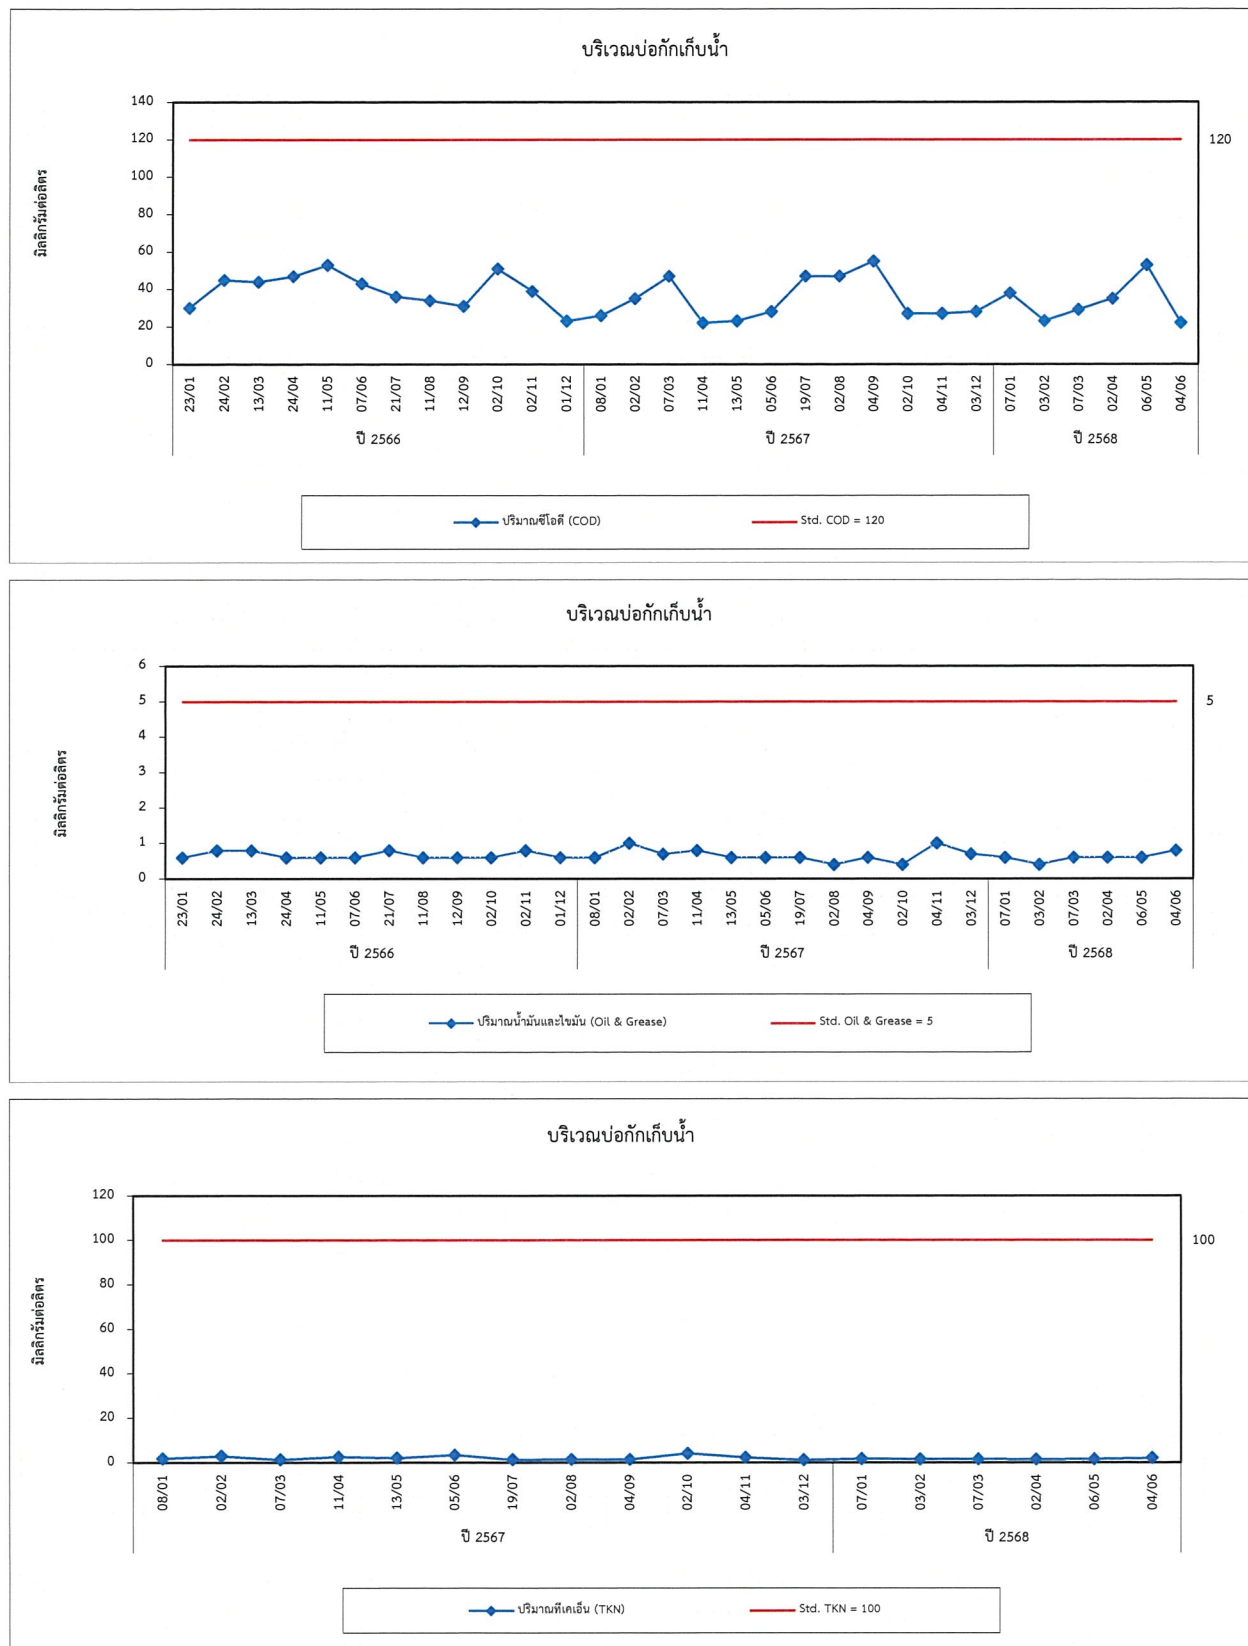 บริเวณบ่อกักเก็บน้ำ
มิลลิกรัมต่อลิตร
140
120
100
80
60
40
20
0
120
23/01 24/02 13/03 24/04 11/05 07/06 21/07 11/08 12/09 02/10 02/11 01/12 08/01 02/02 07/03 11/04 13/05 05/06 19/07 02/08 04/09 02/10 04/11 03/12 07/01 03/02 07/03 02/04 06/05 04/06
ปี 2566 ปี 2567 ปี 2568
ปริมาณซีโอดี (COD) Std. COD = 120
บริเวณบ่อกักเก็บน้ำ
มิลลิกรัมต่อลิตร
6
5
4
3
2
1
0
5
23/01 24/02 13/03 24/04 11/05 07/06 21/07 11/08 12/09 02/10 02/11 01/12 08/01 02/02 07/03 11/04 13/05 05/06 19/07 02/08 04/09 02/10 04/11 03/12 07/01 03/02 07/03 02/04 06/05 04/06
ปี 2566 ปี 2567 ปี 2568
ปริมาณน้ำมันและไขมัน (Oil & Grease) Std. Oil & Grease = 5
บริเวณบ่อกักเก็บน้ำ
มิลลิกรัมต่อลิตร
120
100
80
60
40
20
0
100
08/01 02/02 07/03 11/04 13/05 05/06 19/07 02/08 04/09 02/10 04/11 03/12 07/01 03/02 07/03 02/04 06/05 04/06
ปี 2567 ปี 2568
ปริมาณทีเคเอ็น (TKN) Std. TKN = 100